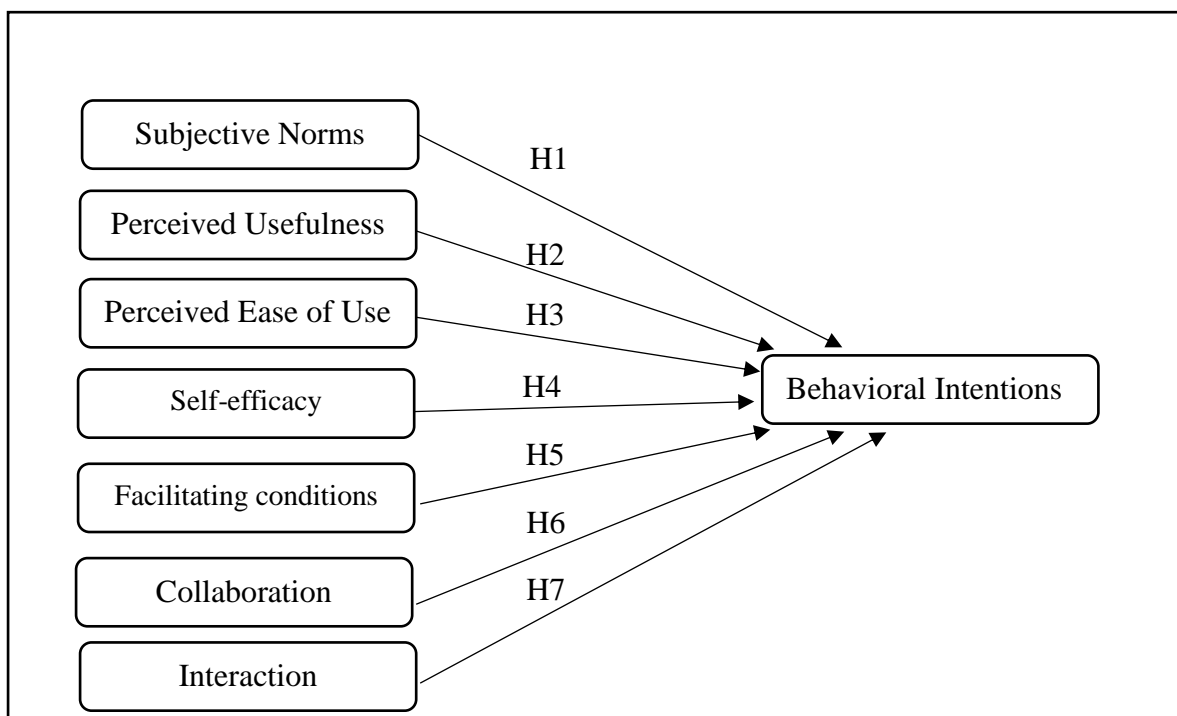 Subjective Norms
H1
Perceived Usefulness
H2
Perceived Ease of Use
H3
Behavioral Intentions
Self-efficacy
H4
Facilitating conditions
H5
H6
Collaboration
H7
Interaction